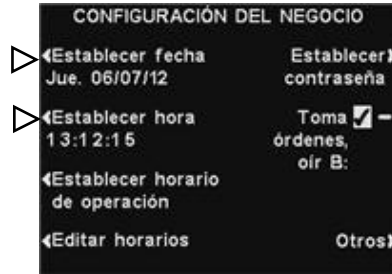 CONFIGURACIÓN DEL NEGOCIO
Establecer fecha
Jue. 06/07/12
Establecer
contraseña
Establecer hora
13:12:15
Toma
órdenes,
oír B:
Establecer horario
de operación
Editar horarios
Otros